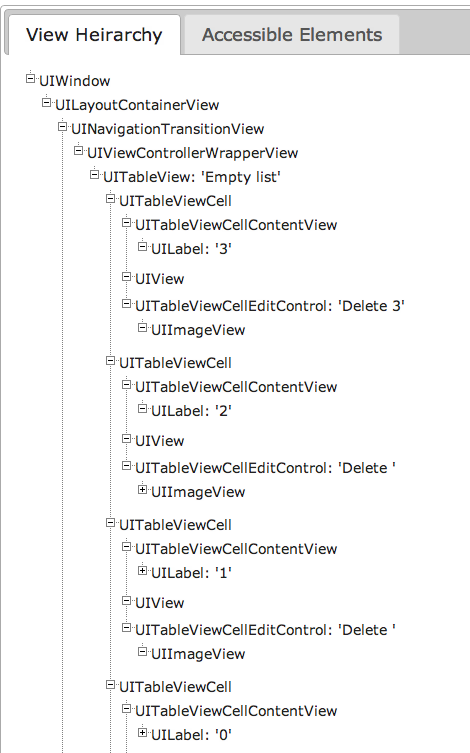 View Heirarchy Accessible Elements
UIWindow
UILayoutContainerView
UINavigationTransitionView
UIViewControllerWrapperView
UITableView: 'Empty list'
UITableViewCell
UITableViewCellContentView
UILabel: '3'
UIView
UITableViewCellEditControl: 'Delete 3'
UIImageView
UITableViewCell
UITableViewCellContentView
UILabel: '2'
UIView
UITableViewCellEditControl: 'Delete '
UIImageView
UITableViewCell
UITableViewCellContentView
UILabel: '1'
UIView
UITableViewCellEditControl: 'Delete '
UIImageView
UITableViewCell
UITableViewCellContentView
UILabel: '0'